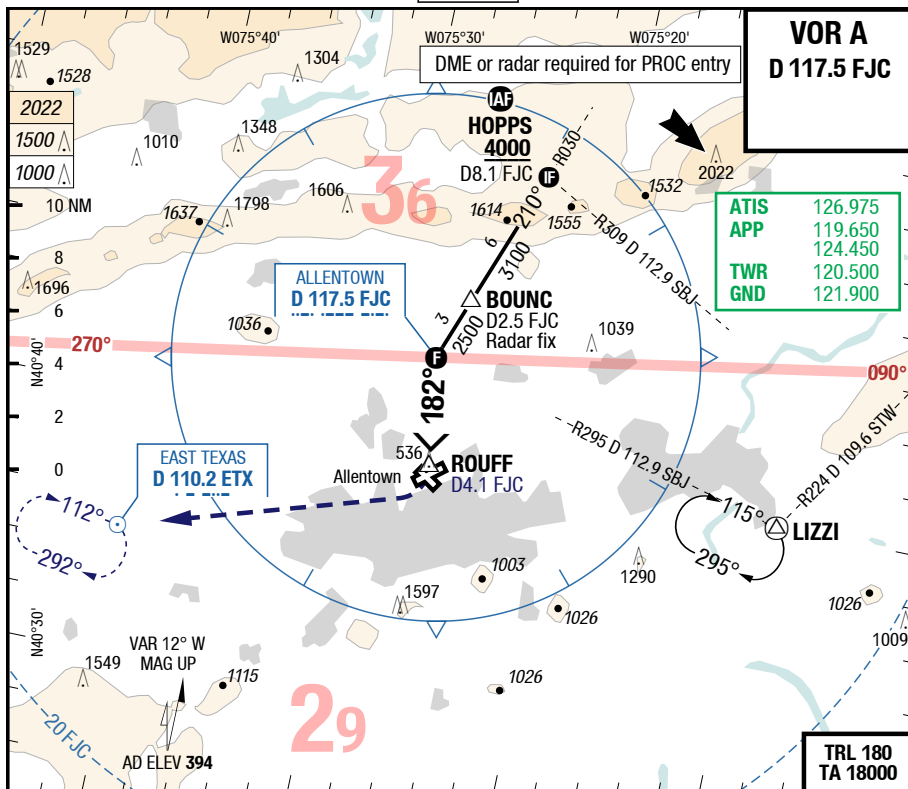 W075°40'
W075°30'
W075°20'
VOR A
D 117.5 FJC
DME or radar required for PROC entry
1529
1528
1304
2022
1500
1000
1010
1348
IAF
HOPPS
4000
D8.1 FJC
R030
IF
2022
36
1606
1798
1637
1614
210°
1555
1532
R309 D 112.9 SBJ
ATIS 126.975
APP 119.650
124.450
TWR 120.500
GND 121.900
10 NM
8
6
4
2
0
1696
6
3100
ALLENTOWN
D 117.5 FJC
BOUNC
D2.5 FJC
Radar fix
3
2500
1036
1039
270°
090°
N40°40'
F
182°
536
ROUFF
D4.1 FJC
Allentown
EAST TEXAS
D 110.2 ETX
112°
292°
R295 D 112.9 SBJ
R224 D 109.6 STW
115°
295°
LIZZI
1003
1597
1026
1290
1026
1009
N40°30'
VAR 12° W
MAG UP
1549
1115
1026
29
20 FJC
AD ELEV 394
TRL 180
TA 18000